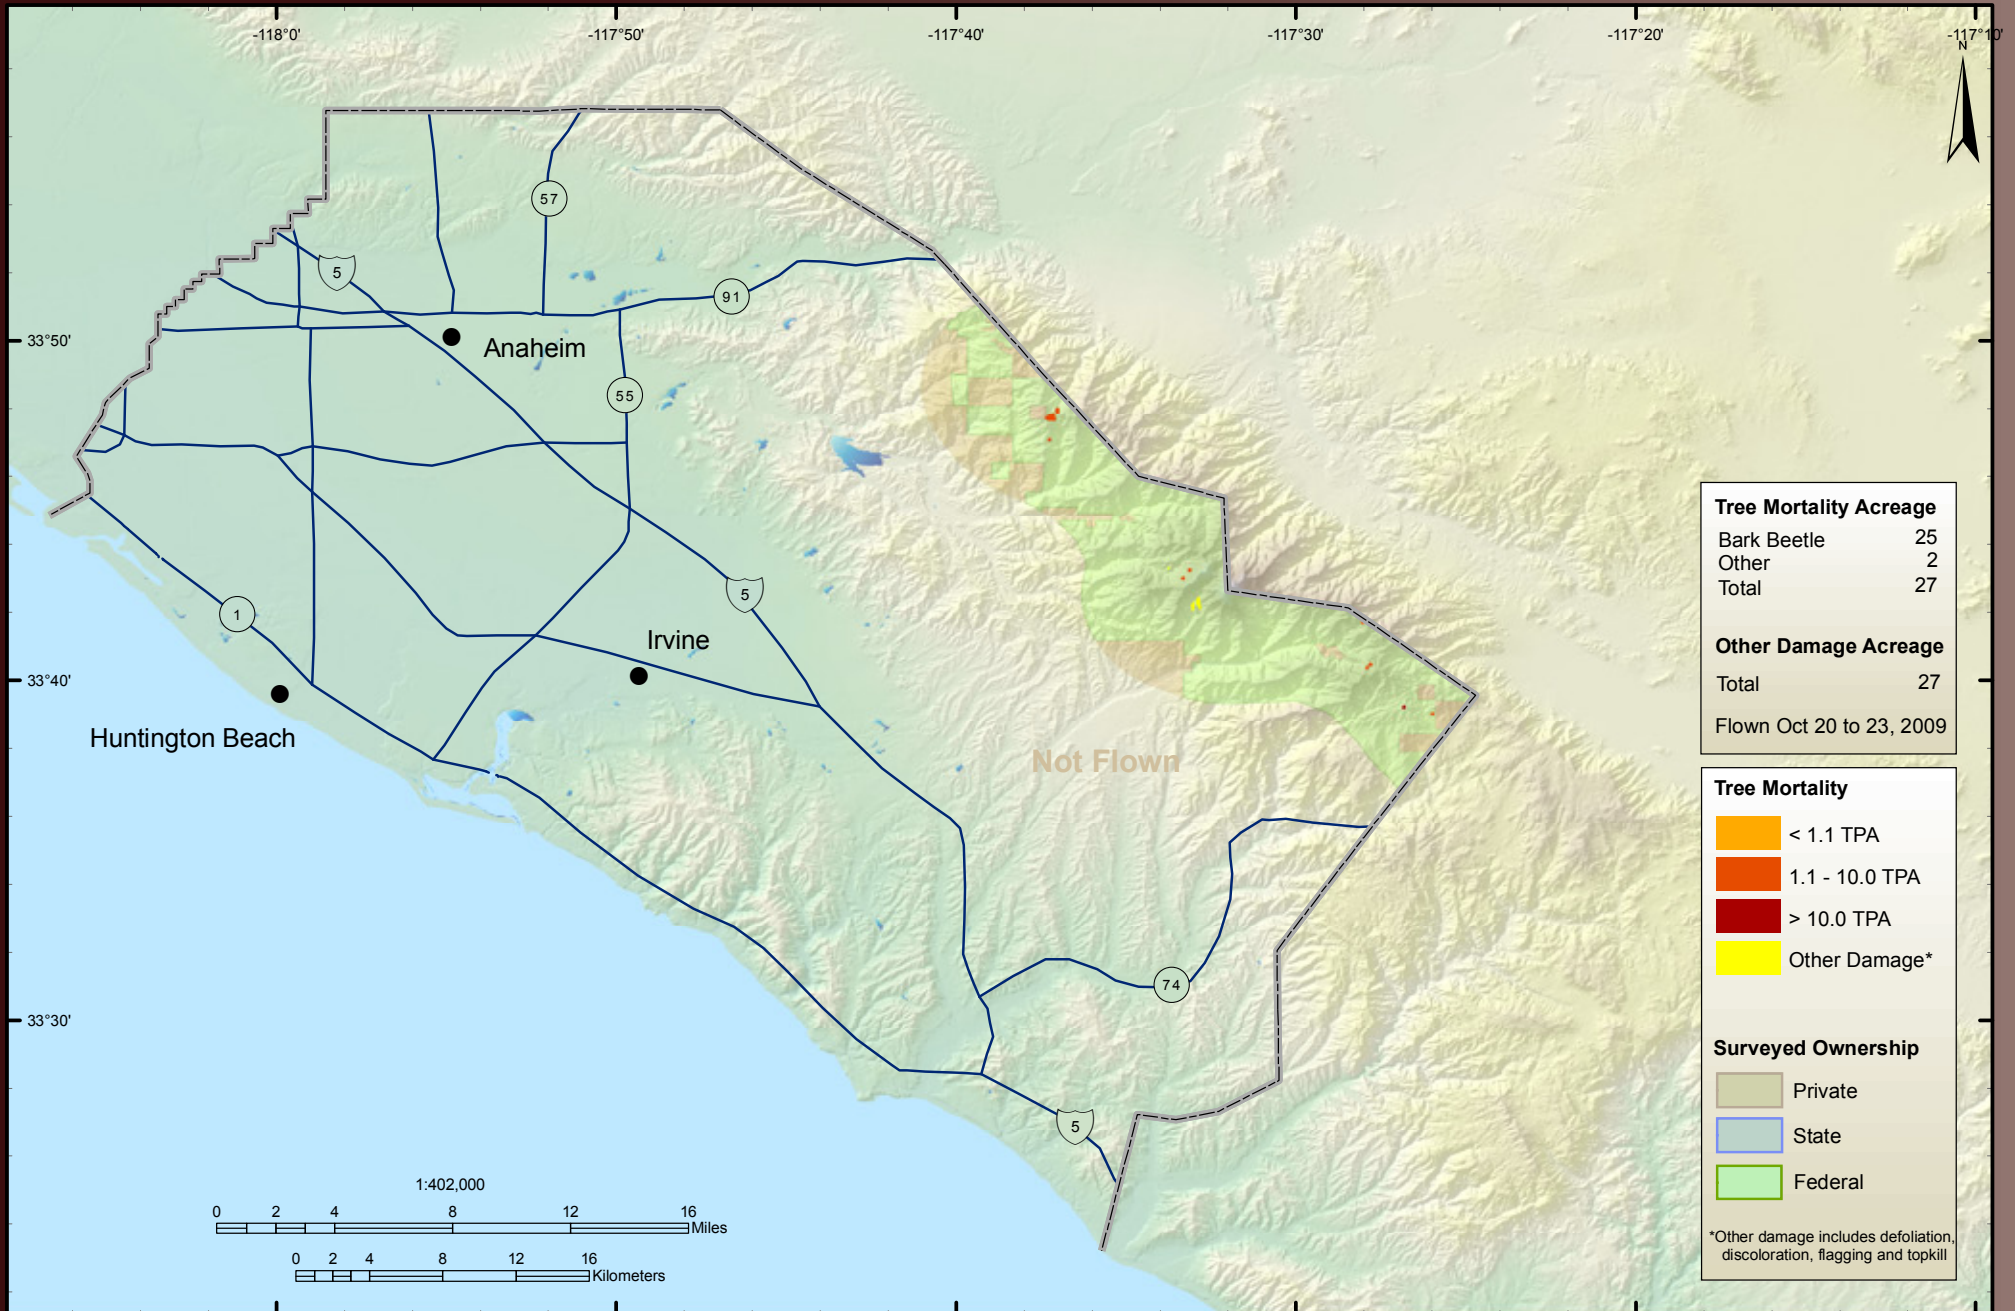 -118°0'
-117°50'
-117°40'
-117°30'
-117°20'
-117°10'
N
57
5
91
33°50'
Anaheim
55
Tree Mortality Acreage
Bark Beetle 25
Other 2
Total 27
Other Damage Acreage
Total 27
Flown Oct 20 to 23, 2009
5
1
Irvine
33°40'
Huntington Beach
Not Flown
Tree Mortality
< 1.1 TPA
1.1 - 10.0 TPA
> 10.0 TPA
Other Damage*
74
33°30'
Surveyed Ownership
Private
State
Federal
5
*Other damage includes defoliation,
discoloration, flagging and topkill
1:402,000
0 2 4 8 12 16
Miles
0 2 4 8 12 16
Kilometers